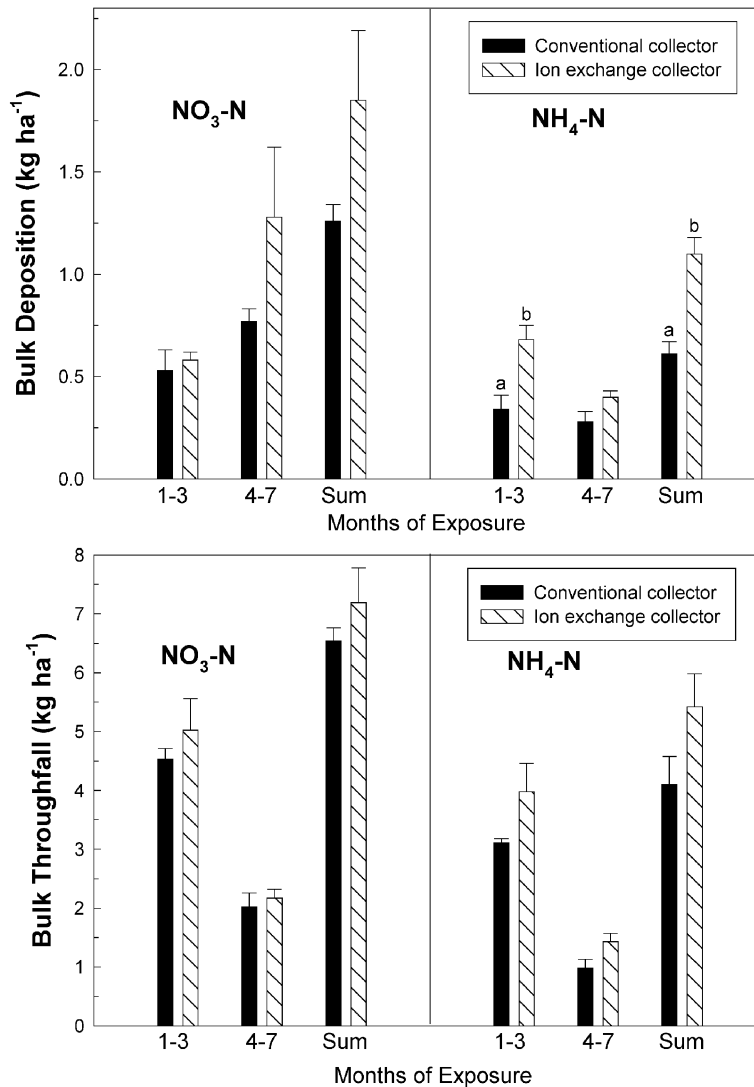 Bulk Deposition (kg ha⁻¹)
2.0
1.5
1.0
0.5
0.0
NO₃-N
NH₄-N
Conventional collector
Ion exchange collector
a
b
a
b
1-3
4-7
Sum
1-3
4-7
Sum
Months of Exposure
Bulk Throughfall (kg ha⁻¹)
8
7
6
5
4
3
2
1
0
NO₃-N
NH₄-N
Conventional collector
Ion exchange collector
1-3
4-7
Sum
1-3
4-7
Sum
Months of Exposure